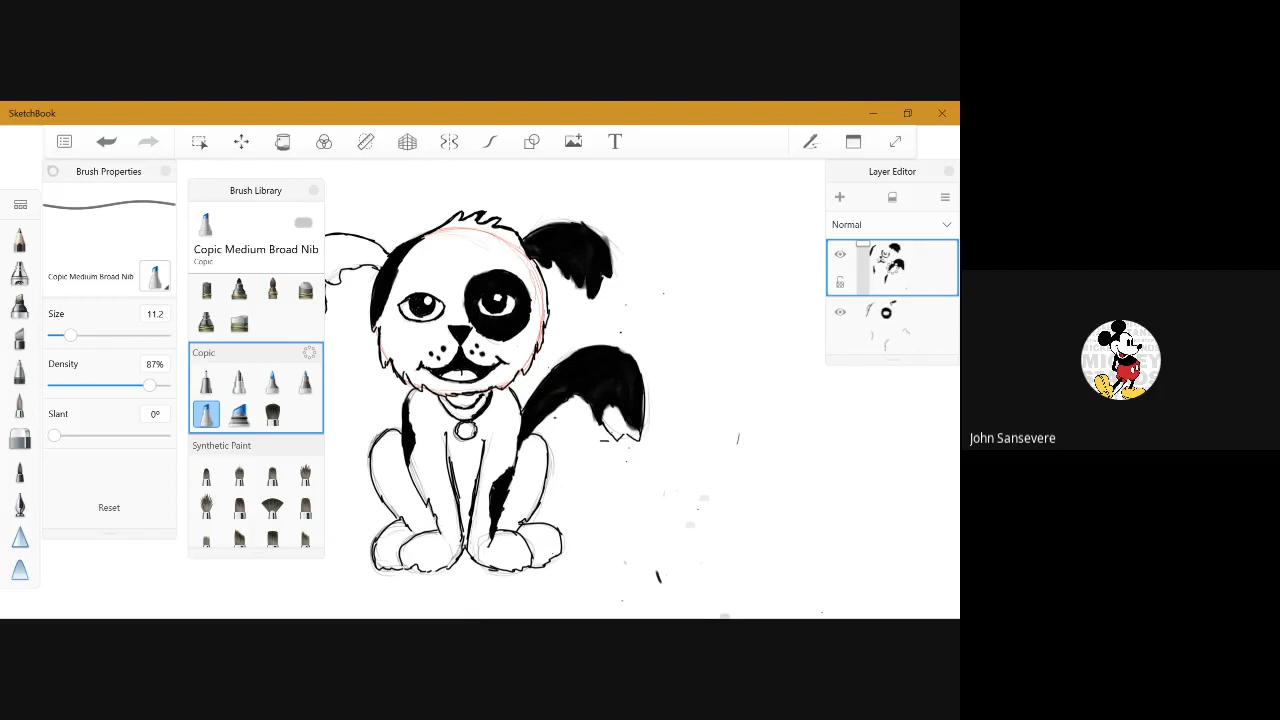 SketchBook
T
Brush Properties
Copic Medium Broad Nib
Size
11.2
Density
87%
Slant
0º
Reset
Brush Library
Copic Medium Broad Nib
Copic
Copic
Synthetic Paint
Layer Editor
Normal
John Sansevere